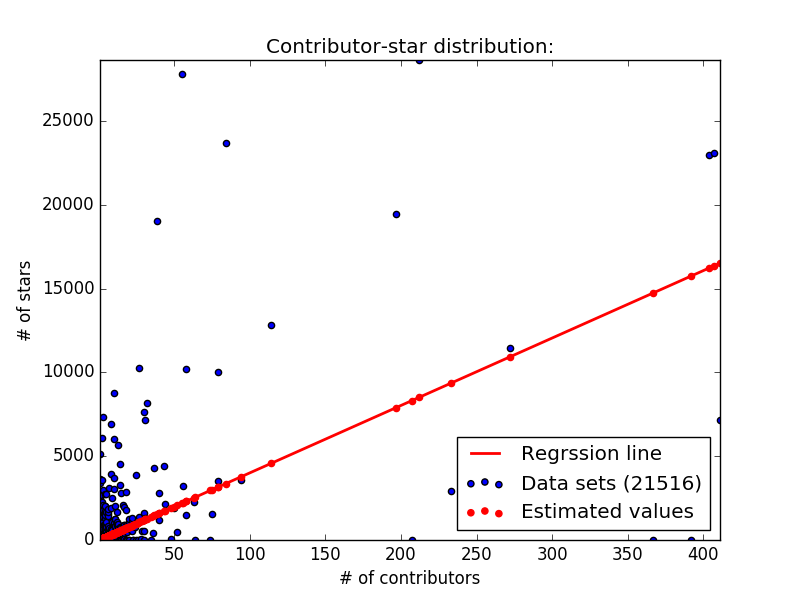 Contributor-star distribution:
25000
20000
15000
10000
5000
0
# of stars
50
100
150
200
250
300
350
400
# of contributors
Regrssion line
Data sets (21516)
Estimated values